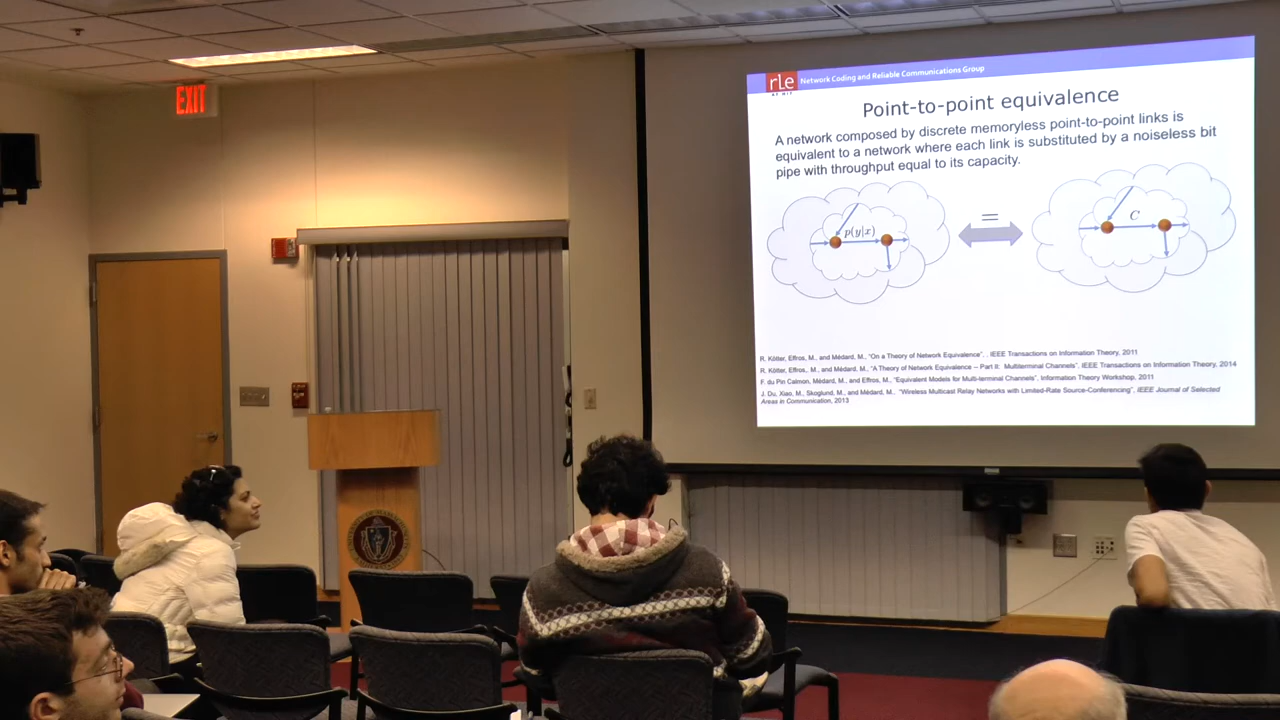 EXIT
rle
AT MIT
Network Coding and Reliable Communications Group
Point-to-point equivalence
A network composed by discrete memoryless point-to-point links is
equivalent to a network where each link is substituted by a noiseless bit
pipe with throughput equal to its capacity.
p(y|x)
=
C
R. Kötter, Effros, M., and Médard, M., "On a Theory of Network Equivalence", . IEEE Transactions on Information Theory, 2011
R. Kötter, Effros,. M., and Médard, M., "A Theory of Network Equivalence – Part II: Multiterminal Channels", IEEE Transactions on Information Theory, 2014
F. du Pin Calmon, Médard, M., and Effros, M., "Equivalent Models for Multi-terminal Channels", Information Theory Workshop, 2011
J. Du, Xiao, M., Skoglund, M., and Médard, M., "Wireless Multicast Relay Networks with Limited-Rate Source-Conferencing", IEEE Journal of Selected
Areas in Communication, 2013